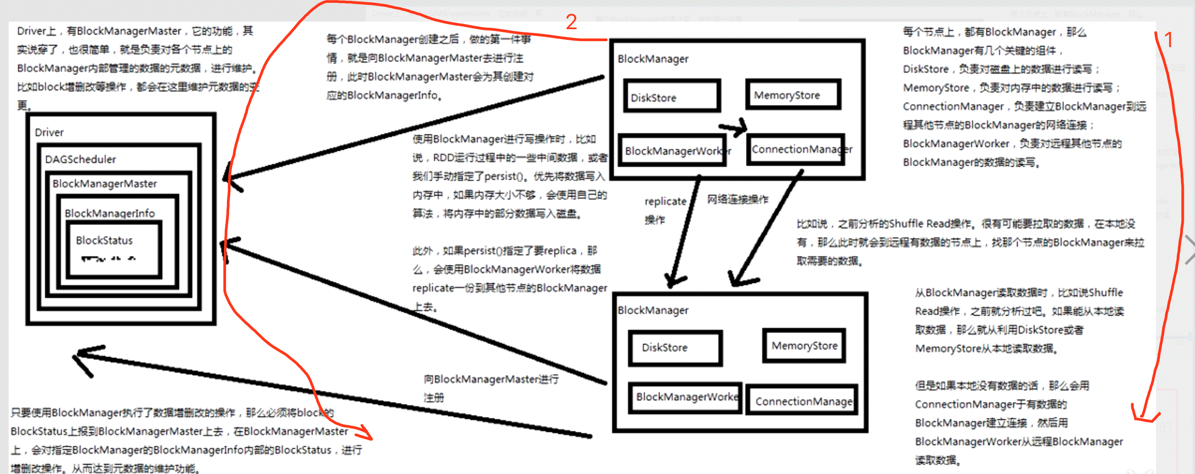 Driver上，有BlockManagerMaster，它的功能，其
实说穿了，也很简单，就是负责对各个节点上的
BlockManager内部管理的数据的元数据，进行维护。
比如block增删改等操作，都会在这里维护元数据的变
更。
Driver
DAGScheduler
BlockManagerMaster
BlockManagerInfo
BlockStatus
只要使用BlockManager执行了数据增删改的操作，那么必须将block的
BlockStatus上报到BlockManagerMaster上去，在BlockManagerMaster
上，会对指定BlockManager的BlockManagerInfo内部的BlockStatus，进行
增删改操作。从而达到元数据的维护功能。
2
每个BlockManager创建之后，做的第一件事
情，就是向BlockManagerMaster去进行注
册，此时BlockManagerMaster会为其创建对
应的BlockManagerInfo。
使用BlockManager进行写操作时，比如
说，RDD运行过程中的一些中间数据，或者
我们手动指定了persist()。优先将数据写入
内存中，如果内存大小不够，会使用自己的
算法，将内存中的部分数据写入磁盘。
此外，如果persist()指定了要replica，那
么，会使用BlockManagerWorker将数据
replicate一份到其他节点的BlockManager
上去。
向BlockManagerMaster进行
注册
BlockManager
DiskStore
MemoryStore
BlockManagerWorker
ConnectionManager
replicate
操作
网络连接操作
BlockManager
DiskStore
MemoryStore
BlockManagerWorke
ConnectionManage
1
每个节点上，都有BlockManager，那么
BlockManager有几个关键的组件，
DiskStore，负责对磁盘上的数据进行读写；
MemoryStore，负责对内存中的数据进行读写；
ConnectionManager，负责建立BlockManager到远
程其他节点的BlockManager的网络连接；
BlockManagerWorker，负责对远程其他节点的
BlockManager的数据的读写。
比如说，之前分析的Shuffle Read操作。很有可能要拉取的数据，在本地没
有，那么此时就会到远程有数据的节点上，找那个节点的BlockManager来拉
取需要的数据。
从BlockManager读取数据时，比如说Shuffle
Read操作，之前就分析过吧。如果能从本地读
取数据，那么就从利用DiskStore或者
MemoryStore从本地读取数据。
但是如果本地没有数据的话，那么会用
ConnectionManager于有数据的
BlockManager建立连接，然后用
BlockManagerWorker从远程BlockManager
读取数据。